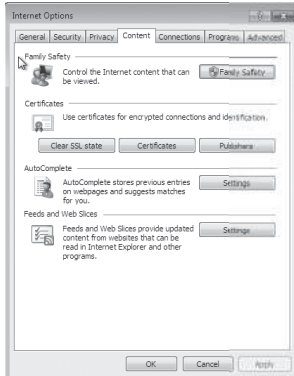 Internet Options
General Security Privacy Content Connections Programs Advanced
Family Safety
Control the Internet content that can
be viewed.
Family Safety
Certificates
Use certificates for encrypted connections and identification.
Clear SSL state Certificates Publishers
AutoComplete
AutoComplete stores previous entries
on webpages and suggests matches
for you.
Settings
Feeds and Web Slices
Feeds and Web Slices provide updated
content from websites that can be
read in Internet Explorer and other
programs.
Settings
OK Cancel Apply